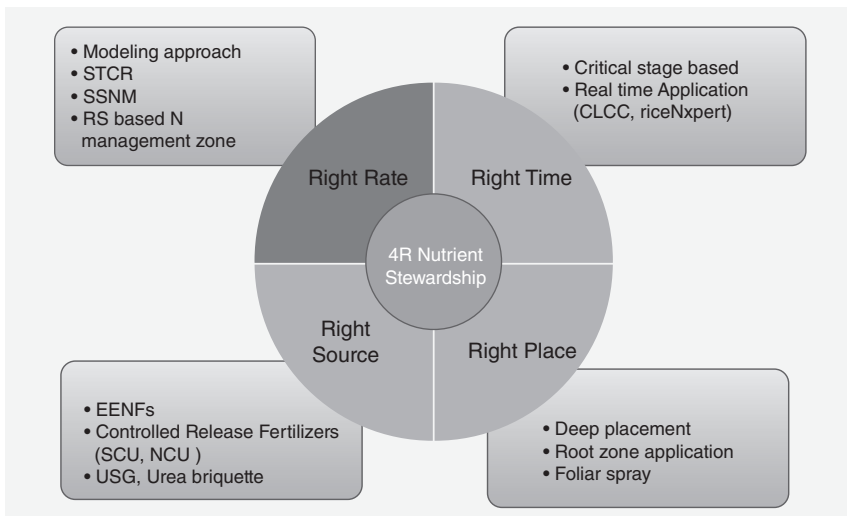 • Modeling approach
• STCR
• SSNM
• RS based N
management zone
• Critical stage based
• Real time Application
(CLCC, riceNxpert)
Right Rate
Right Time
4R Nutrient
Stewardship
Right
Source
Right Place
• EENFs
• Controlled Release Fertilizers
(SCU, NCU )
• USG, Urea briquette
• Deep placement
• Root zone application
• Foliar spray